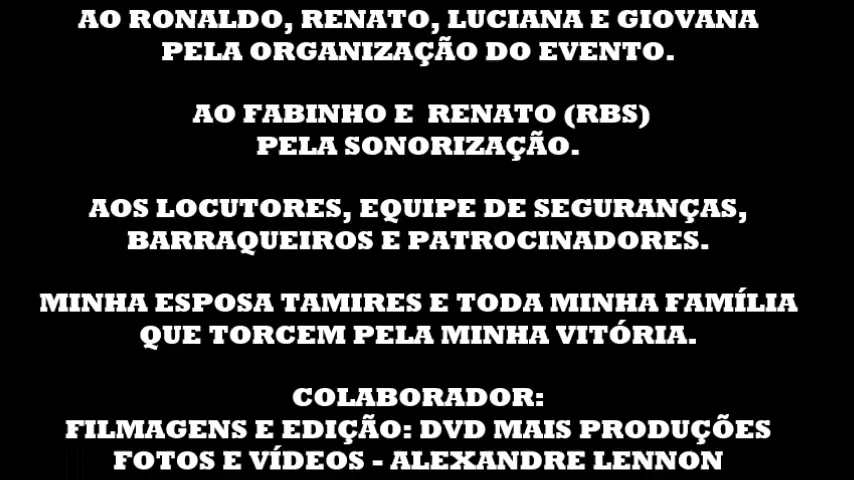 AO RONALDO, RENATO, LUCIANA E GIOVANA
PELA ORGANIZAÇÃO DO EVENTO.
AO FABINHO E RENATO (RBS)
PELA SONORIZAÇÃO.
AOS LOCUTORES, EQUIPE DE SEGURANÇAS,
BARRAQUEIROS E PATROCINADORES.
MINHA ESPOSA TAMIRES E TODA MINHA FAMÍLIA
QUE TORCEM PELA MINHA VITÓRIA.
COLABORADOR:
FILMAGENS E EDIÇÃO: DVD MAIS PRODUÇÕES
FOTOS E VÍDEOS - ALEXANDRE LENNON